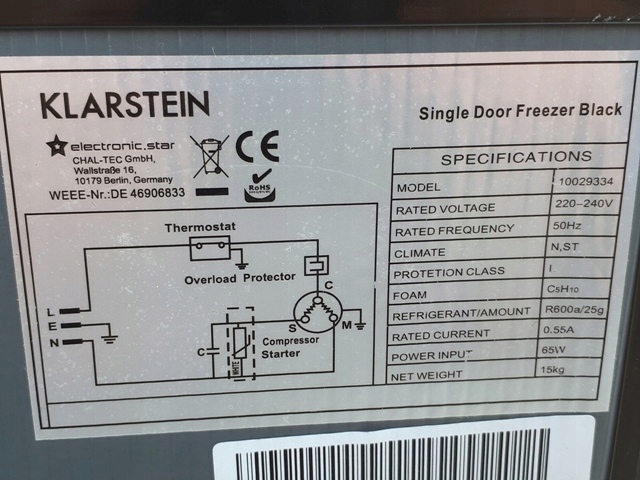 KLARSTEIN
Single Door Freezer Black
electronic.star
CHAL-TEC GmbH,
Wallstraße 16,
10179 Berlin, Germany
WEEE-Nr.: DE 46906833
CE
RoHS
SPECIFICATIONS
MODEL 10029334
RATED VOLTAGE 220-240V
RATED FREQUENCY 50Hz
CLIMATE N,ST
PROTETION CLASS I
FOAM C5H10
REFRIGERANT/AMOUNT R600a/25g
RATED CURRENT 0.55A
POWER INPUT 65W
NET WEIGHT 15kg
Thermostat
Overload Protector
C
L
E
N
S
M
C
Compressor
Starter
WHITE